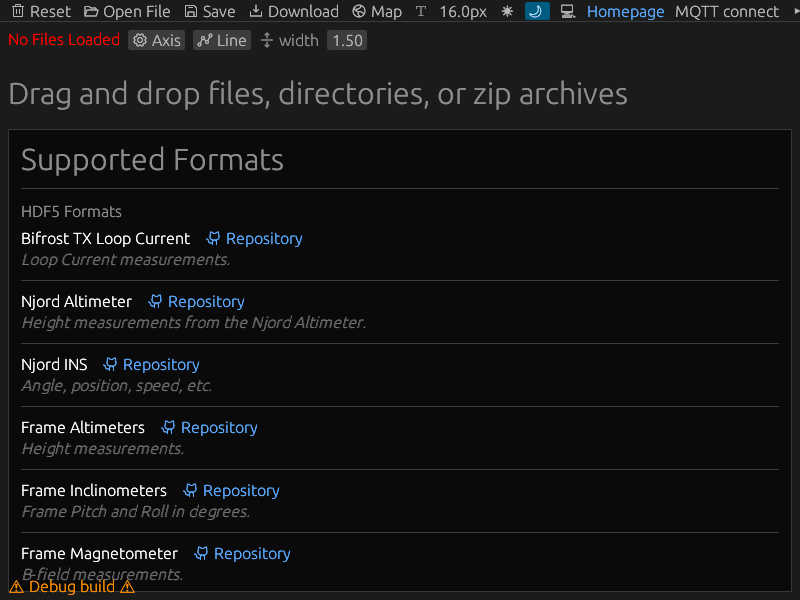 Reset Open File Save Download Map T 16.0px Homepage MQTT connect
No Files Loaded Axis Line width 1.50
Drag and drop files, directories, or zip archives
Supported Formats
HDF5 Formats
Bifrost TX Loop Current Repository
Loop Current measurements.
Njord Altimeter Repository
Height measurements from the Njord Altimeter.
Njord INS Repository
Angle, position, speed, etc.
Frame Altimeters Repository
Height measurements.
Frame Inclinometers Repository
Frame Pitch and Roll in degrees.
Frame Magnetometer Repository
B-field measurements.
⚠ Debug build ⚠